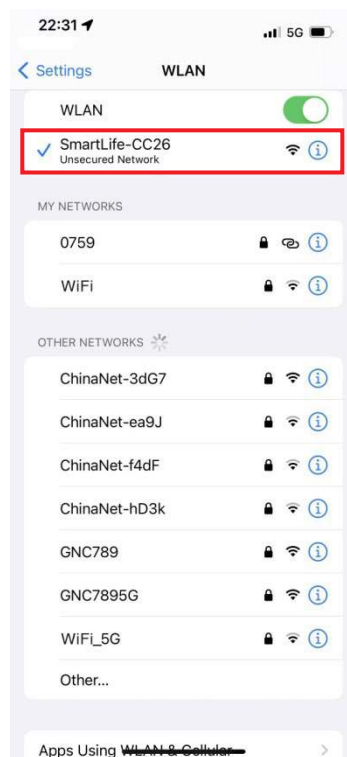 22:31 5G
Settings WLAN
WLAN
SmartLife-CC26
Unsecured Network
MY NETWORKS
0759
WiFi
OTHER NETWORKS
ChinaNet-3dG7
ChinaNet-ea9J
ChinaNet-f4dF
ChinaNet-hD3k
GNC789
GNC7895G
WiFi_5G
Other...
Apps Using WLAN & Cellular